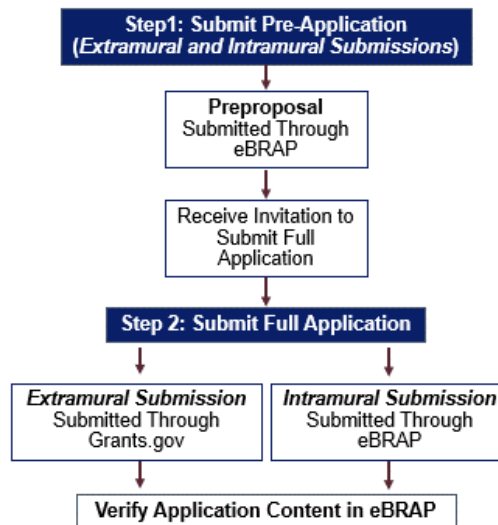 Step1: Submit Pre-Application
(Extramural and Intramural Submissions)
Preproposal
Submitted Through
eBRAP
Receive Invitation to
Submit Full
Application
Step 2: Submit Full Application
Extramural Submission
Submitted Through
Grants.gov
Intramural Submission
Submitted Through
eBRAP
Verify Application Content in eBRAP